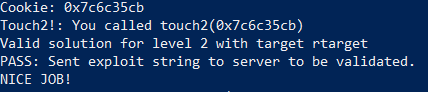 Cookie: 0x7c6c35cb
Touch2!: You called touch2(0x7c6c35cb)
Valid solution for level 2 with target rtarget
PASS: Sent exploit string to server to be validated.
NICE JOB!